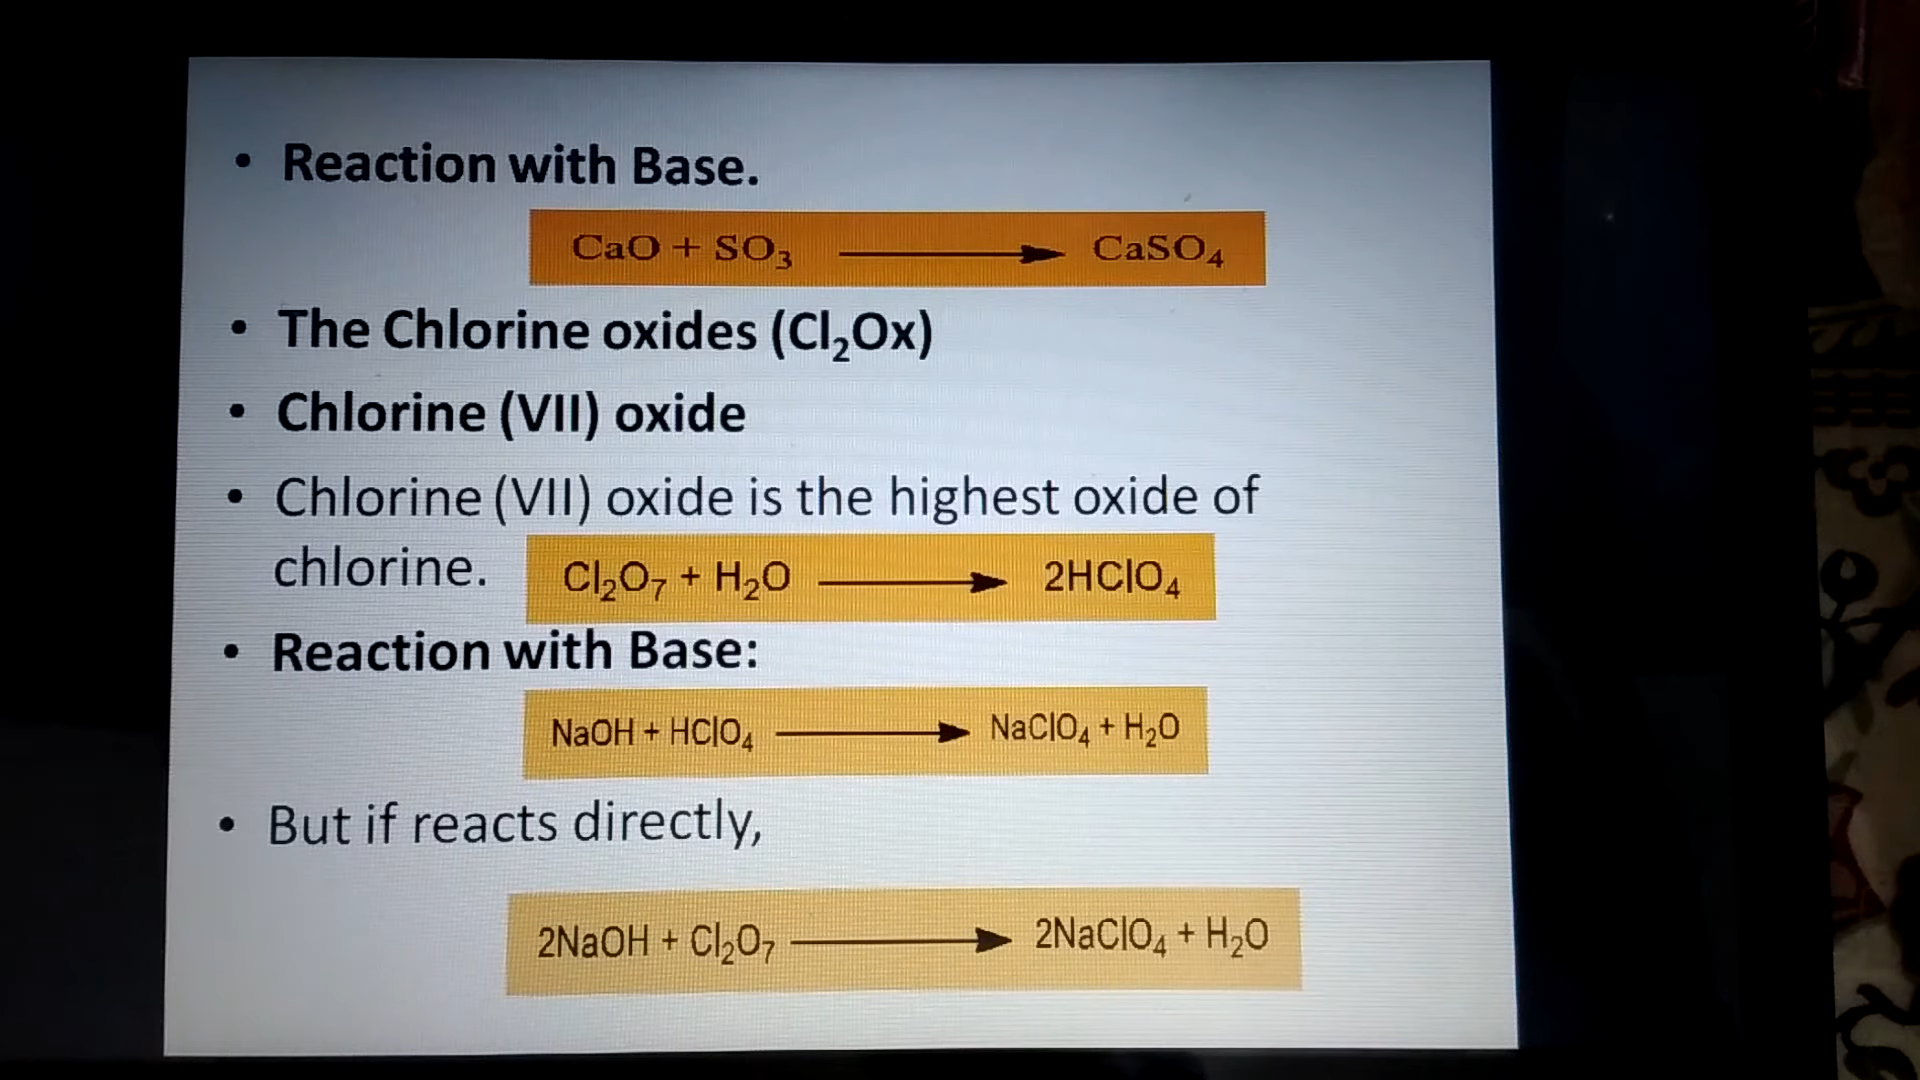 • Reaction with Base.
CaO + SO₃ ⟶ CaSO₄
• The Chlorine oxides (Cl₂Ox)
• Chlorine (VII) oxide
• Chlorine (VII) oxide is the highest oxide of
chlorine.
Cl₂O₇ + H₂O ⟶ 2HClO₄
• Reaction with Base:
NaOH + HClO₄ ⟶ NaClO₄ + H₂O
• But if reacts directly,
2NaOH + Cl₂O₇ ⟶ 2NaClO₄ + H₂O